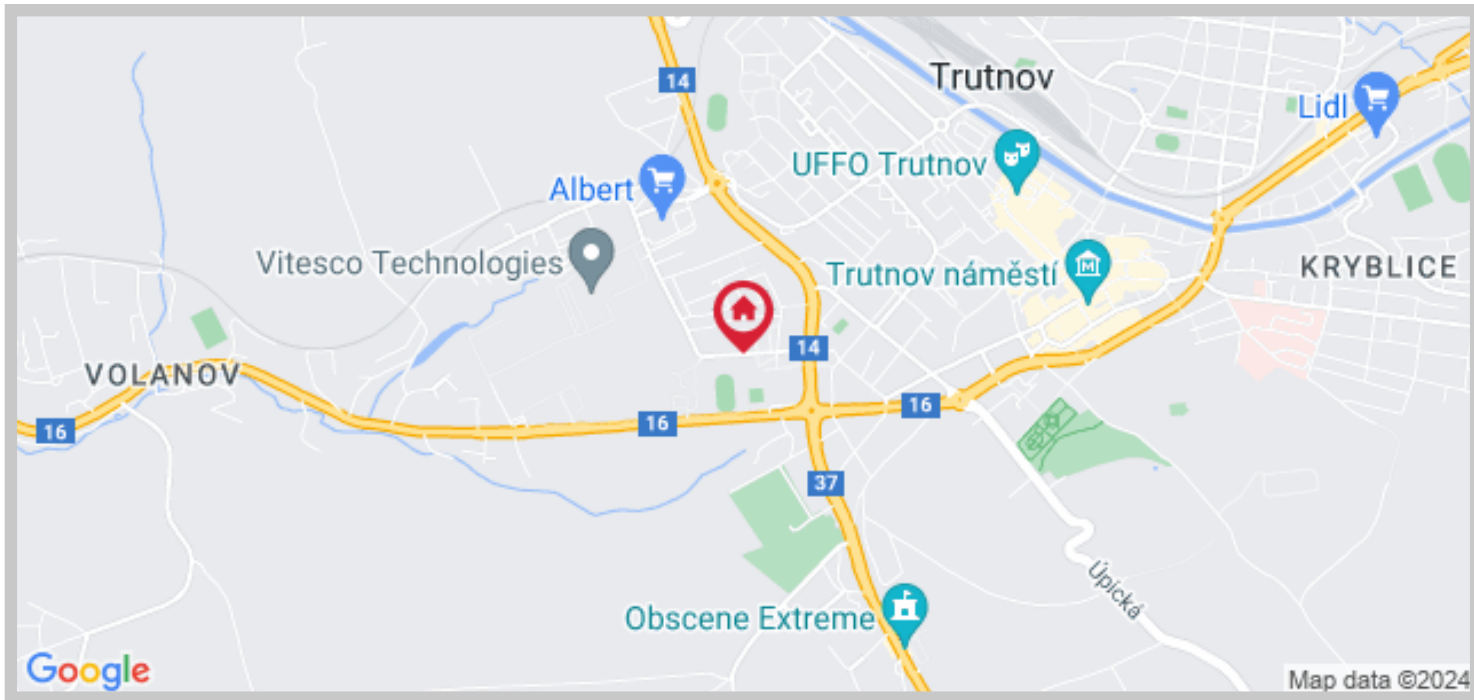 14
Trutnov
Lidl
UFFO Trutnov
Albert
Vitesco Technologies
Trutnov náměstí
KRYBLICE
14
VOLANOV
16
16
16
37
Úpická
Obscene Extreme
Google
Map data ©2024